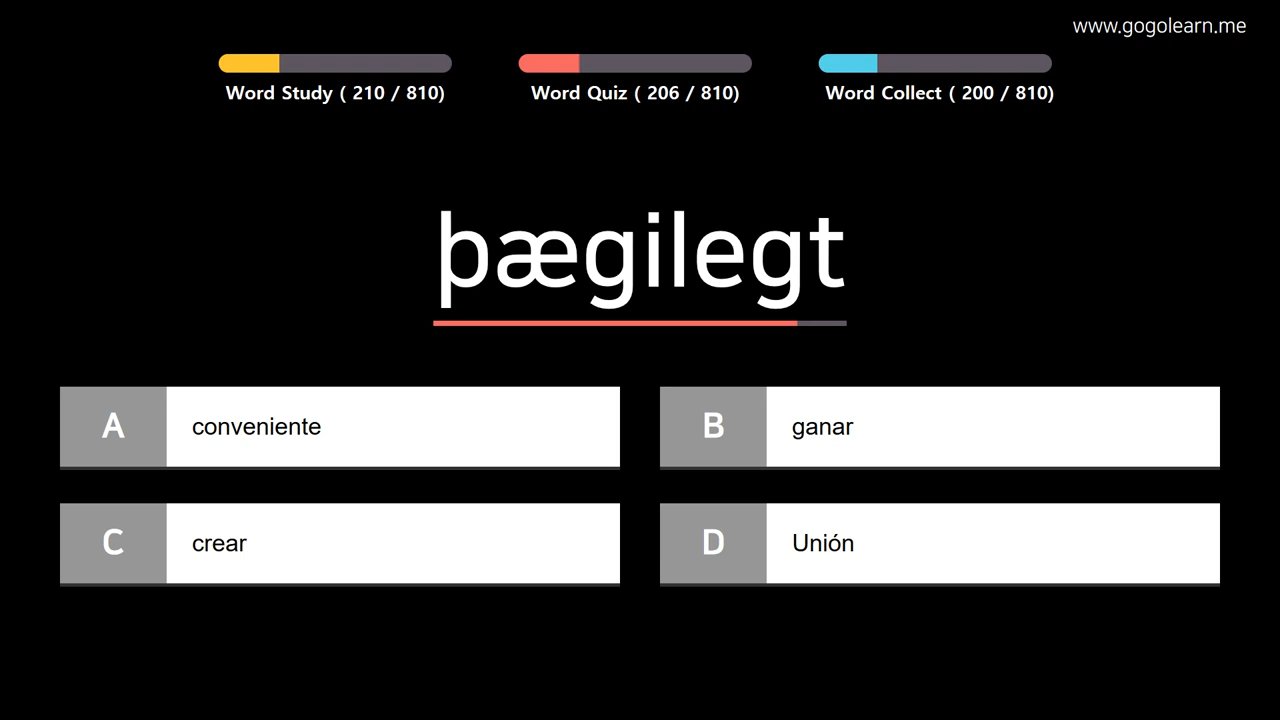 www.gogolearn.me
Word Study ( 210 / 810)
Word Quiz ( 206 / 810)
Word Collect ( 200 / 810)
þægilegt
A conveniente
B ganar
C crear
D Unión